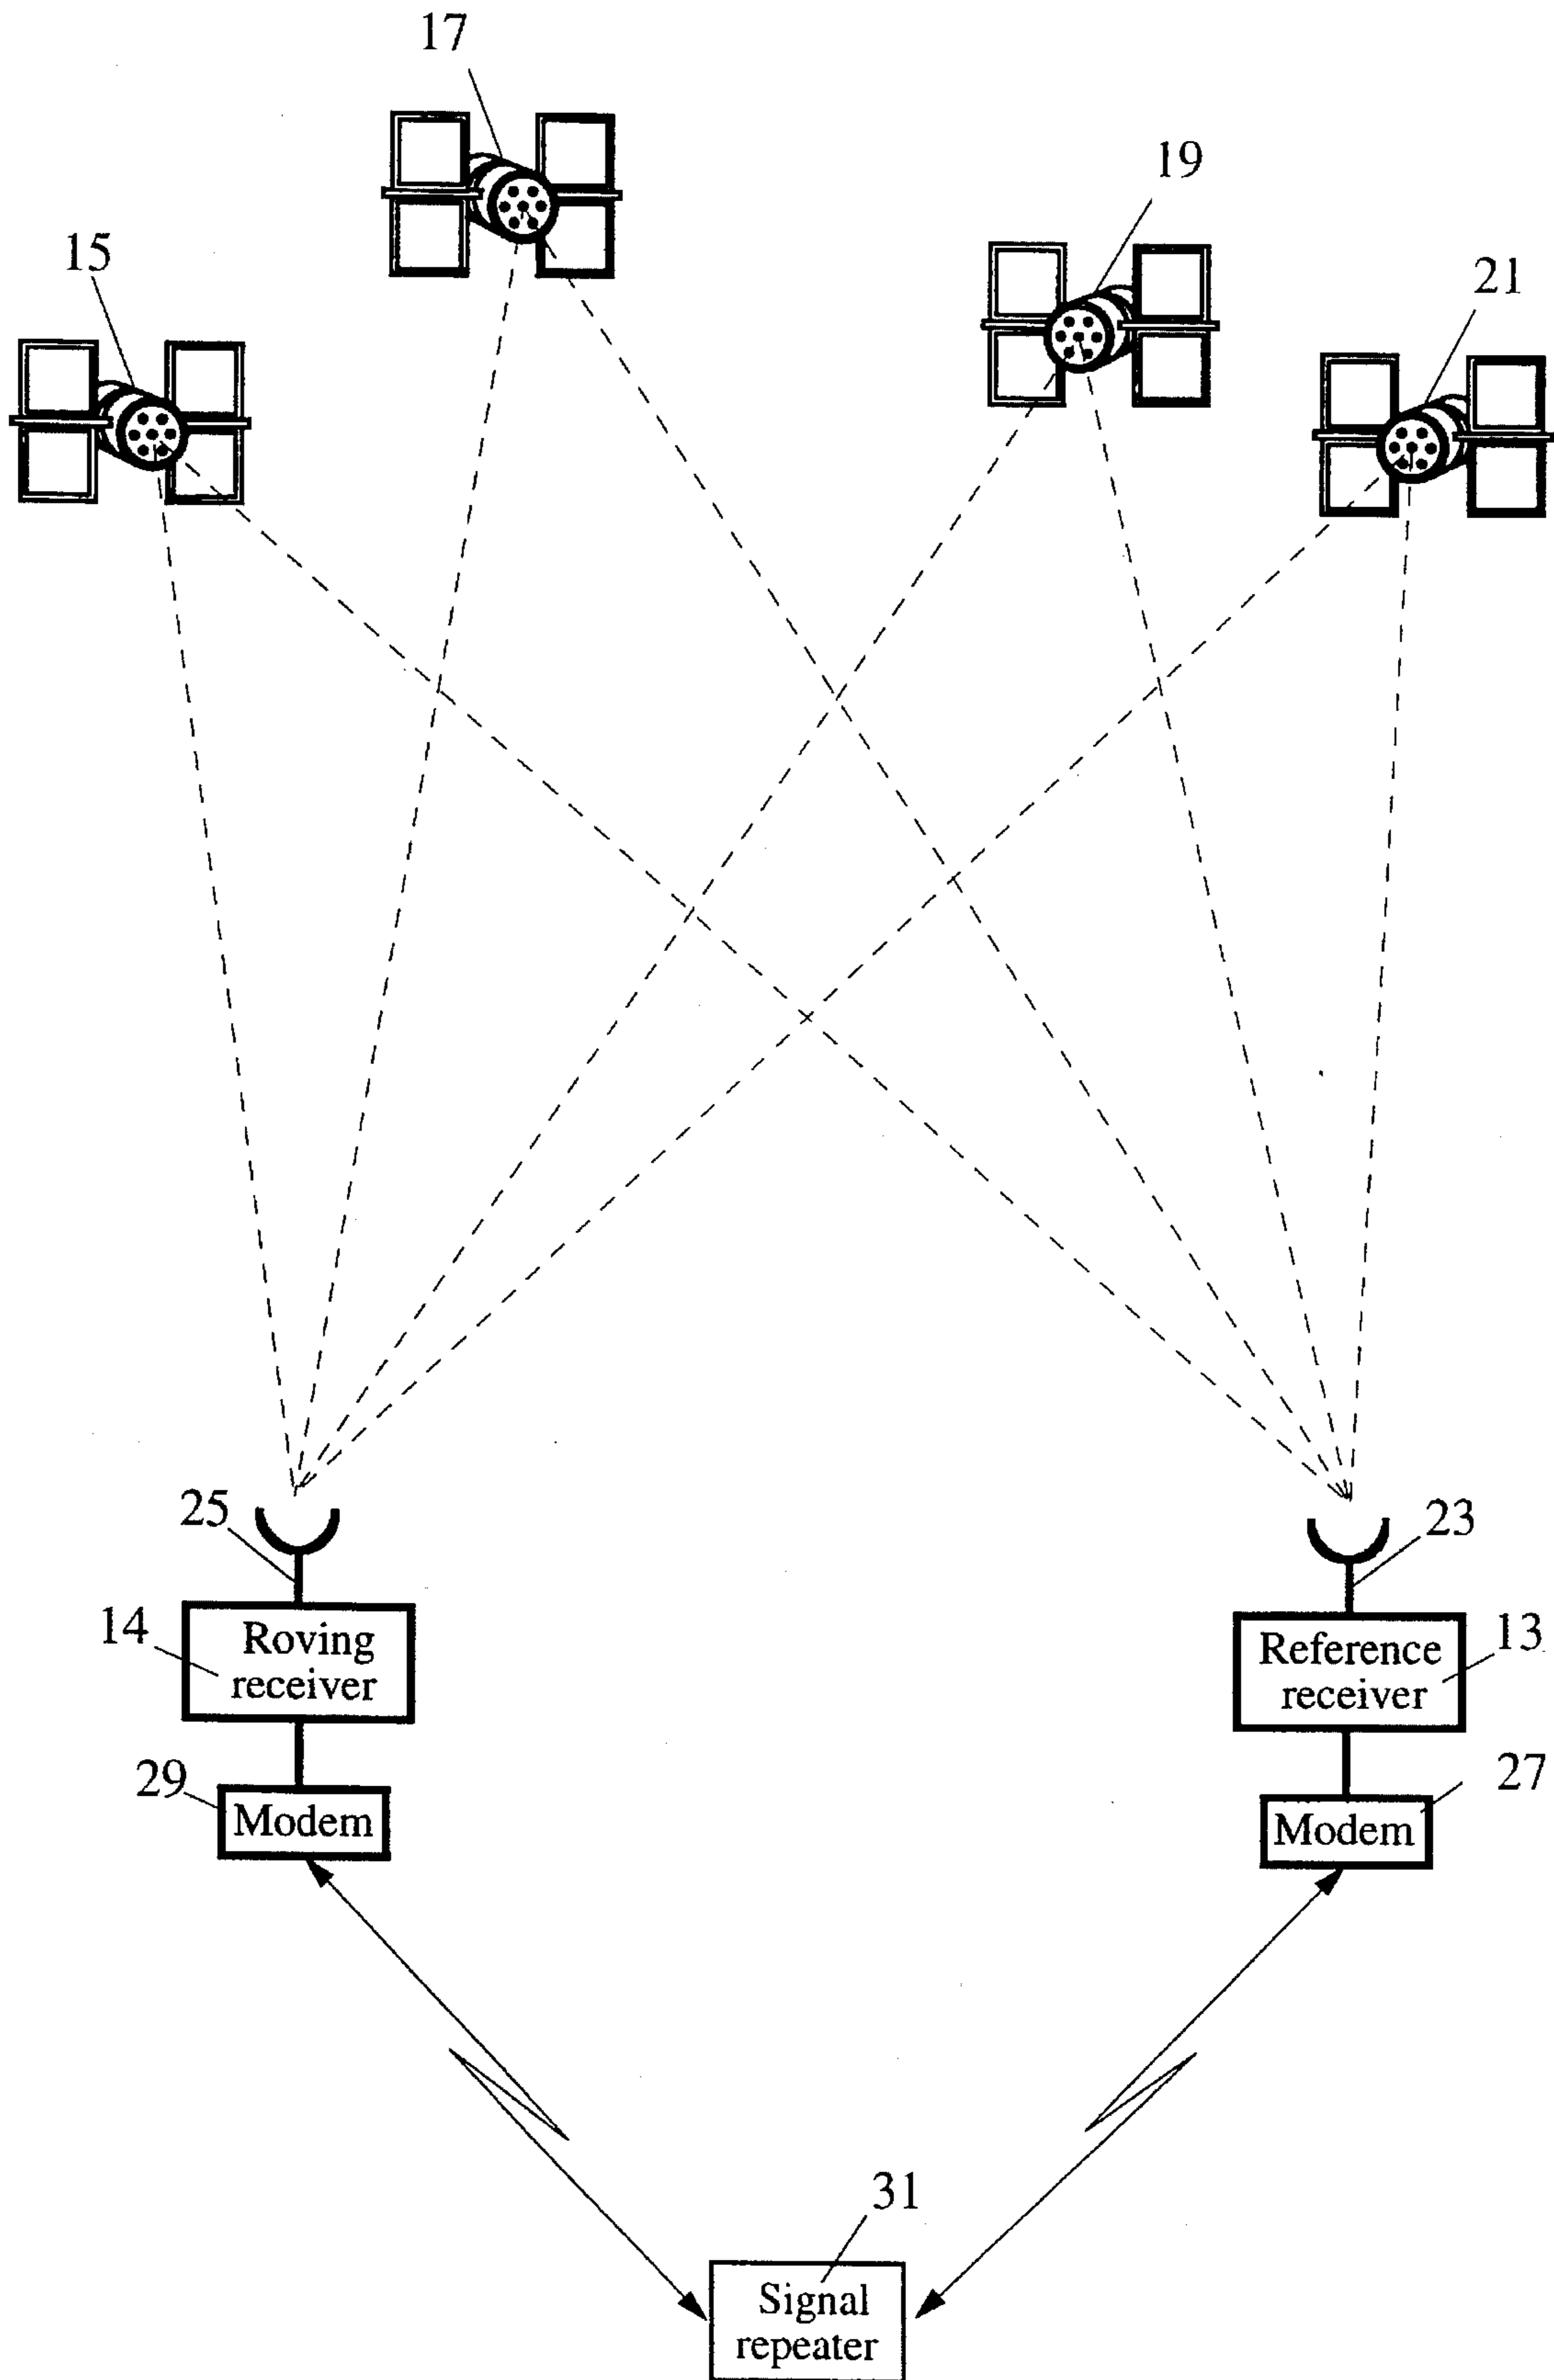 17
19
15
21
25
23
14
Roving
receiver
Reference
receiver
13
29
Modem
27
Modem
31
Signal
repeater